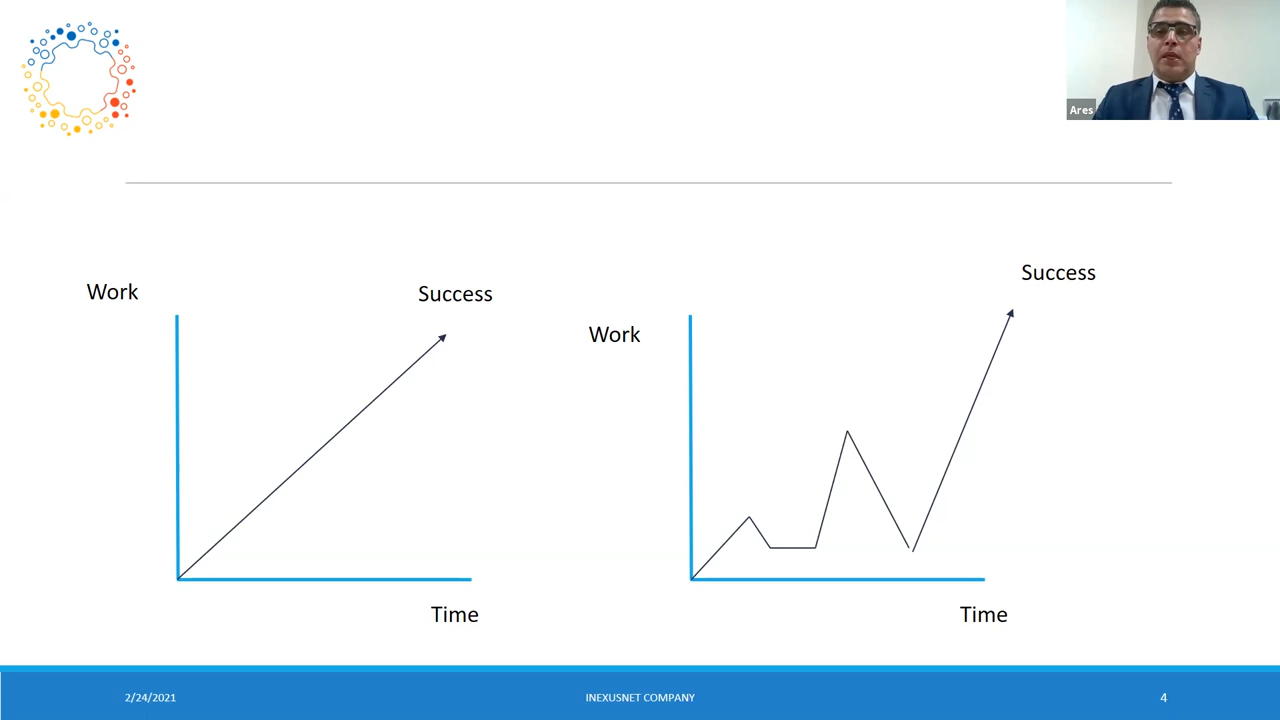 Ares
Work
Success
Time
Success
Work
Time
2/24/2021
INEXUSNET COMPANY
4